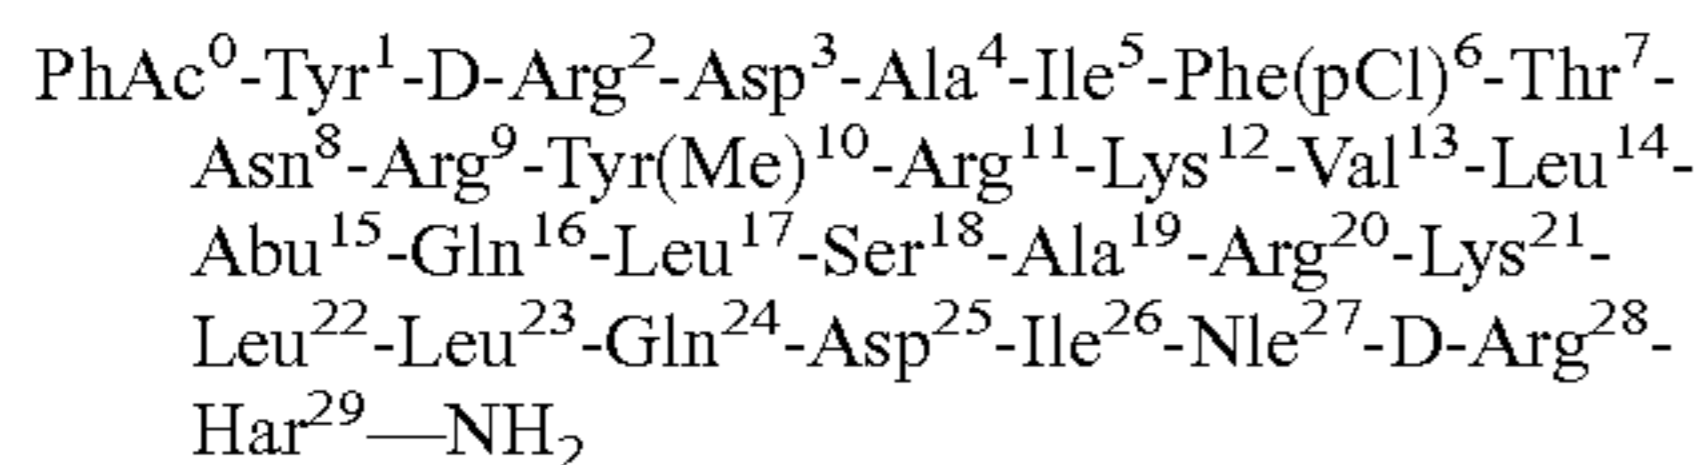 PhAc⁰-Tyr¹-D-Arg²-Asp³-Ala⁴-Ile⁵-Phe(pCl)⁶-Thr⁷-
Asn⁸-Arg⁹-Tyr(Me)¹⁰-Arg¹¹-Lys¹²-Val¹³-Leu¹⁴-
Abu¹⁵-Gln¹⁶-Leu¹⁷-Ser¹⁸-Ala¹⁹-Arg²⁰-Lys²¹-
Leu²²-Leu²³-Gln²⁴-Asp²⁵-Ile²⁶-Nle²⁷-D-Arg²⁸-
Har²⁹—NH₂